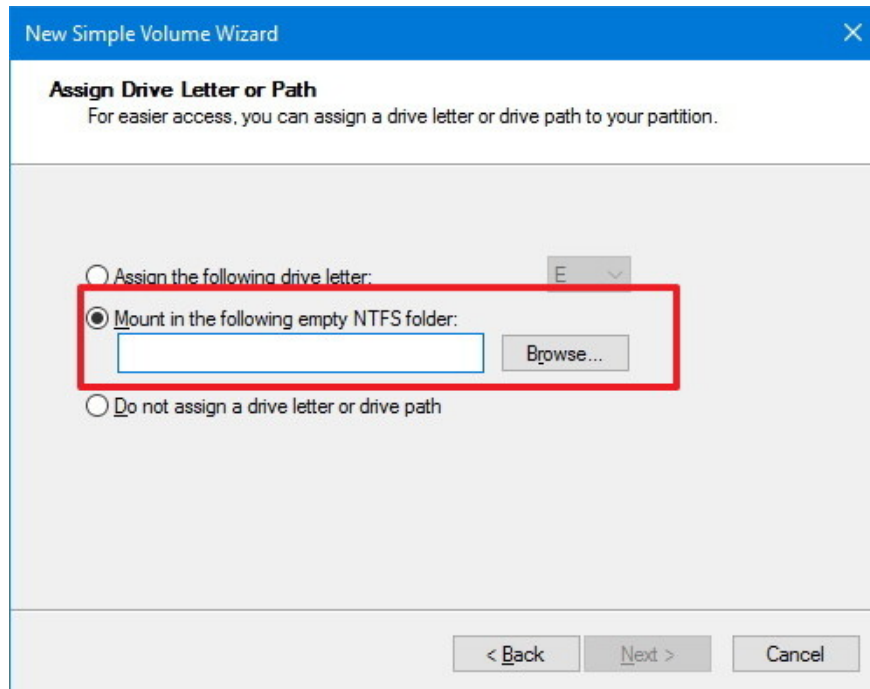 New Simple Volume Wizard
Assign Drive Letter or Path
For easier access, you can assign a drive letter or drive path to your partition.
Assign the following drive letter: E
Mount in the following empty NTFS folder:
Browse...
Do not assign a drive letter or drive path
< Back Next > Cancel